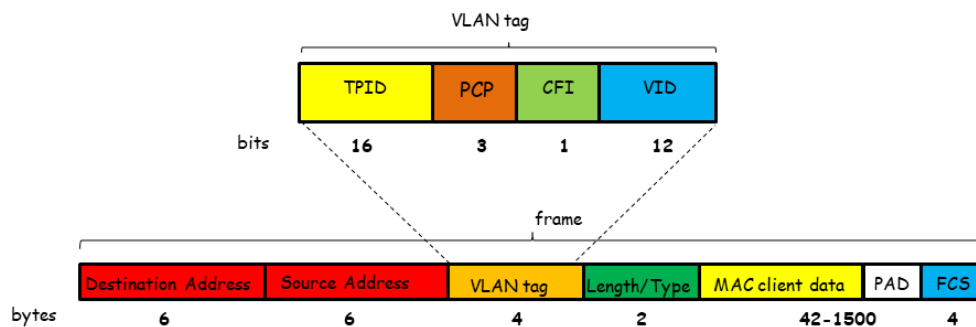 VLAN tag
TPID PCP CFI VID
bits 16 3 1 12
frame
Destination Address Source Address VLAN tag Length/Type MAC client data PAD FCS
bytes 6 6 4 2 42-1500 4